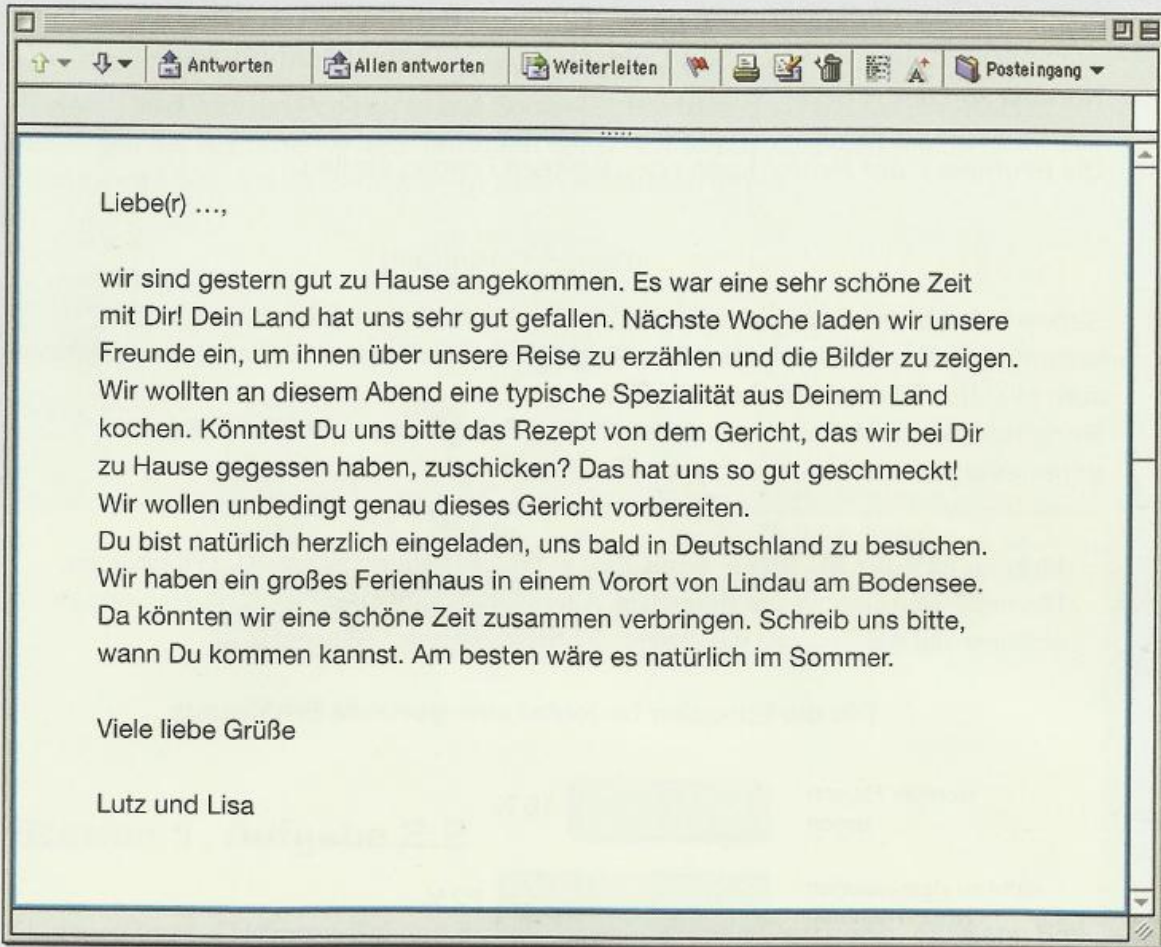 Antworten Allen antworten Weiterleiten Posteingang
Liebe(r) ...,
wir sind gestern gut zu Hause angekommen. Es war eine sehr schöne Zeit
mit Dir! Dein Land hat uns sehr gut gefallen. Nächste Woche laden wir unsere
Freunde ein, um ihnen über unsere Reise zu erzählen und die Bilder zu zeigen.
Wir wollten an diesem Abend eine typische Spezialität aus Deinem Land
kochen. Könntest Du uns bitte das Rezept von dem Gericht, das wir bei Dir
zu Hause gegessen haben, zuschicken? Das hat uns so gut geschmeckt!
Wir wollen unbedingt genau dieses Gericht vorbereiten.
Du bist natürlich herzlich eingeladen, uns bald in Deutschland zu besuchen.
Wir haben ein großes Ferienhaus in einem Vorort von Lindau am Bodensee.
Da könnten wir eine schöne Zeit zusammen verbringen. Schreib uns bitte,
wann Du kommen kannst. Am besten wäre es natürlich im Sommer.
Viele liebe Grüße
Lutz und Lisa